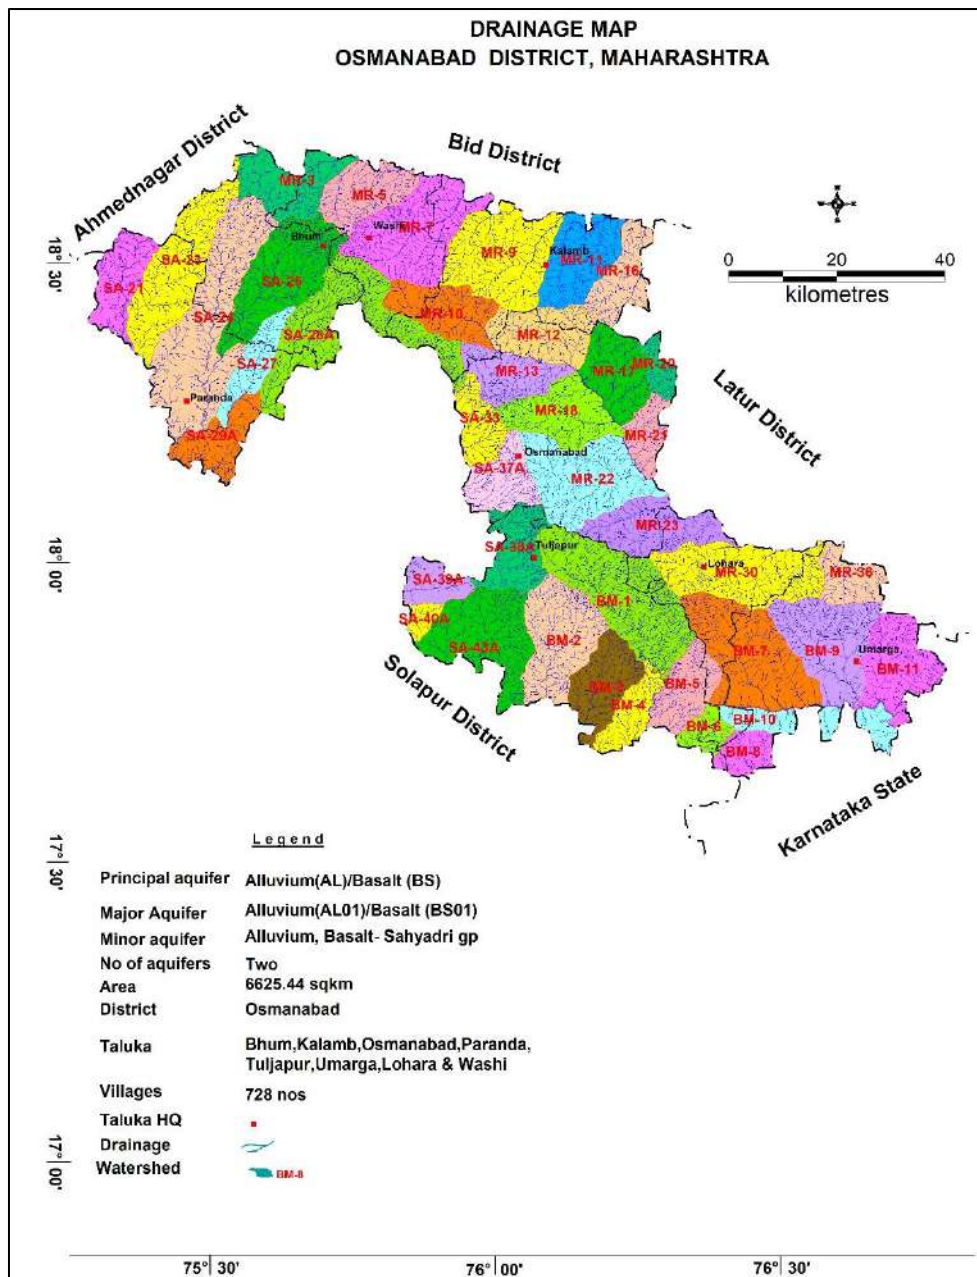 DRAINAGE MAP
OSMANABAD DISTRICT, MAHARASHTRA
Ahmednagar District
Bid District
Latur District
Solapur District
Karnataka State
0 20 40
kilometres
18° 30'
18° 00'
17° 30'
17° 00'
75° 30' 76° 00' 76° 30'
MR-3
MR-5
Washi
MR-7
Bhum
MR-9
Kalamb
MR-11
MR-16
SA-21
SA-24
SA-27
SA-28A
MR-10
MR-12
MR-13
MR-17
MR-20
Paranda
SA-29A
SA-33
MR-18
MR-21
Osmanabad
SA-37A
MR-22
MR-23
Tuljapur
SA-39A
SA-40A
SA-43A
Lohara
MR-30
BM-1
BM-2
BM-4
BM-5
BM-7
BM-9
Umarga
BM-11
BM-6
BM-10
BM-8
Legend
Principal aquifer Alluvium(AL)/Basalt (BS)
Major Aquifer Alluvium(AL01)/Basalt (BS01)
Minor aquifer Alluvium, Basalt- Sahyadri gp
No of aquifers Two
Area 6625.44 sqkm
District Osmanabad
Taluka Bhum,Kalamb,Osmanabad,Paranda,
Tuljapur,Umarga,Lohara & Washi
Villages 728 nos
Taluka HQ
Drainage
Watershed BM-8